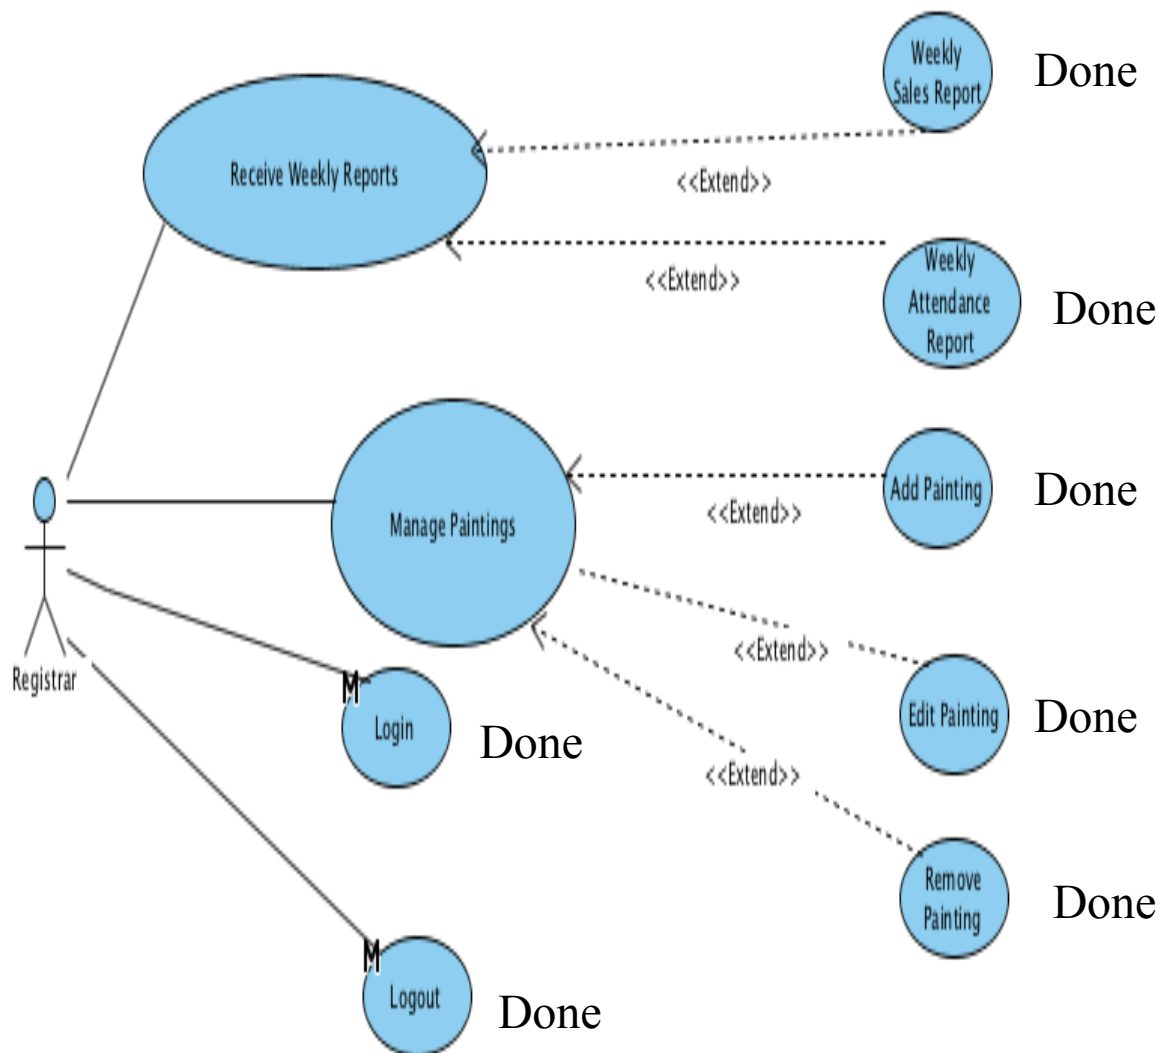 Weekly
Sales Report
Done
Receive Weekly Reports
<<Extend>>
<<Extend>>
Weekly
Attendance
Report
Done
Add Painting
Done
<<Extend>>
Manage Paintings
<<Extend>>
Registrar
M
Login
Done
Edit Painting
Done
<<Extend>>
Remove
Painting
Done
M
Logout
Done